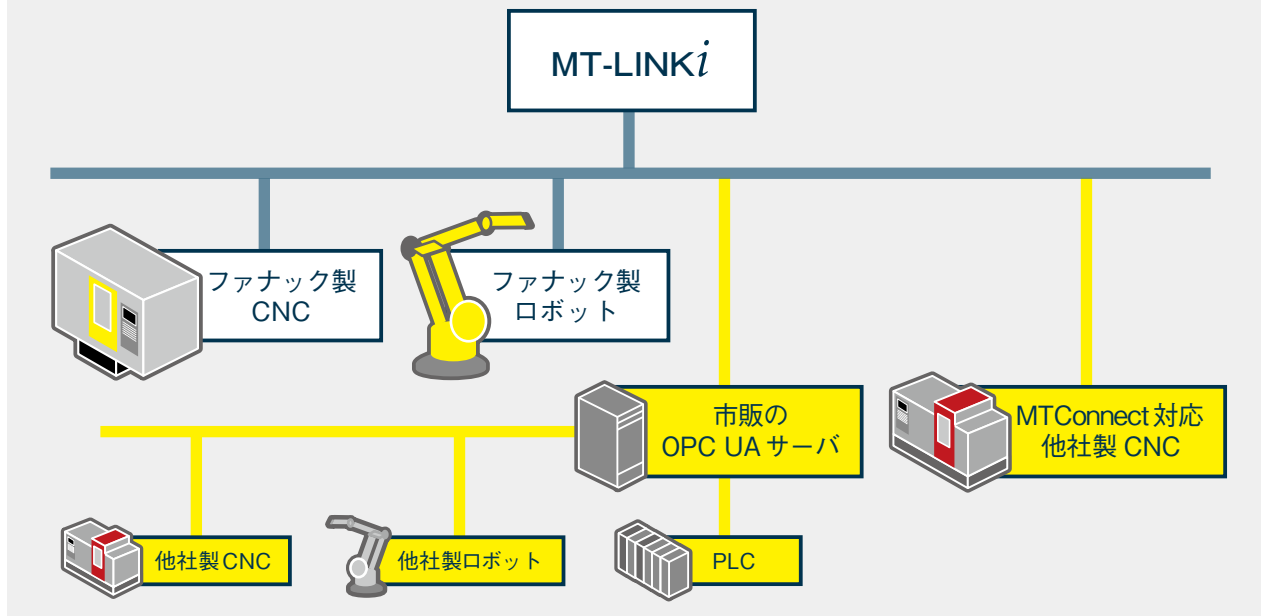 MT-LINKi
ファナック製
CNC
ファナック製
ロボット
市販の
OPC UAサーバ
MTConnect対応
他社製 CNC
他社製CNC
他社製ロボット
PLC